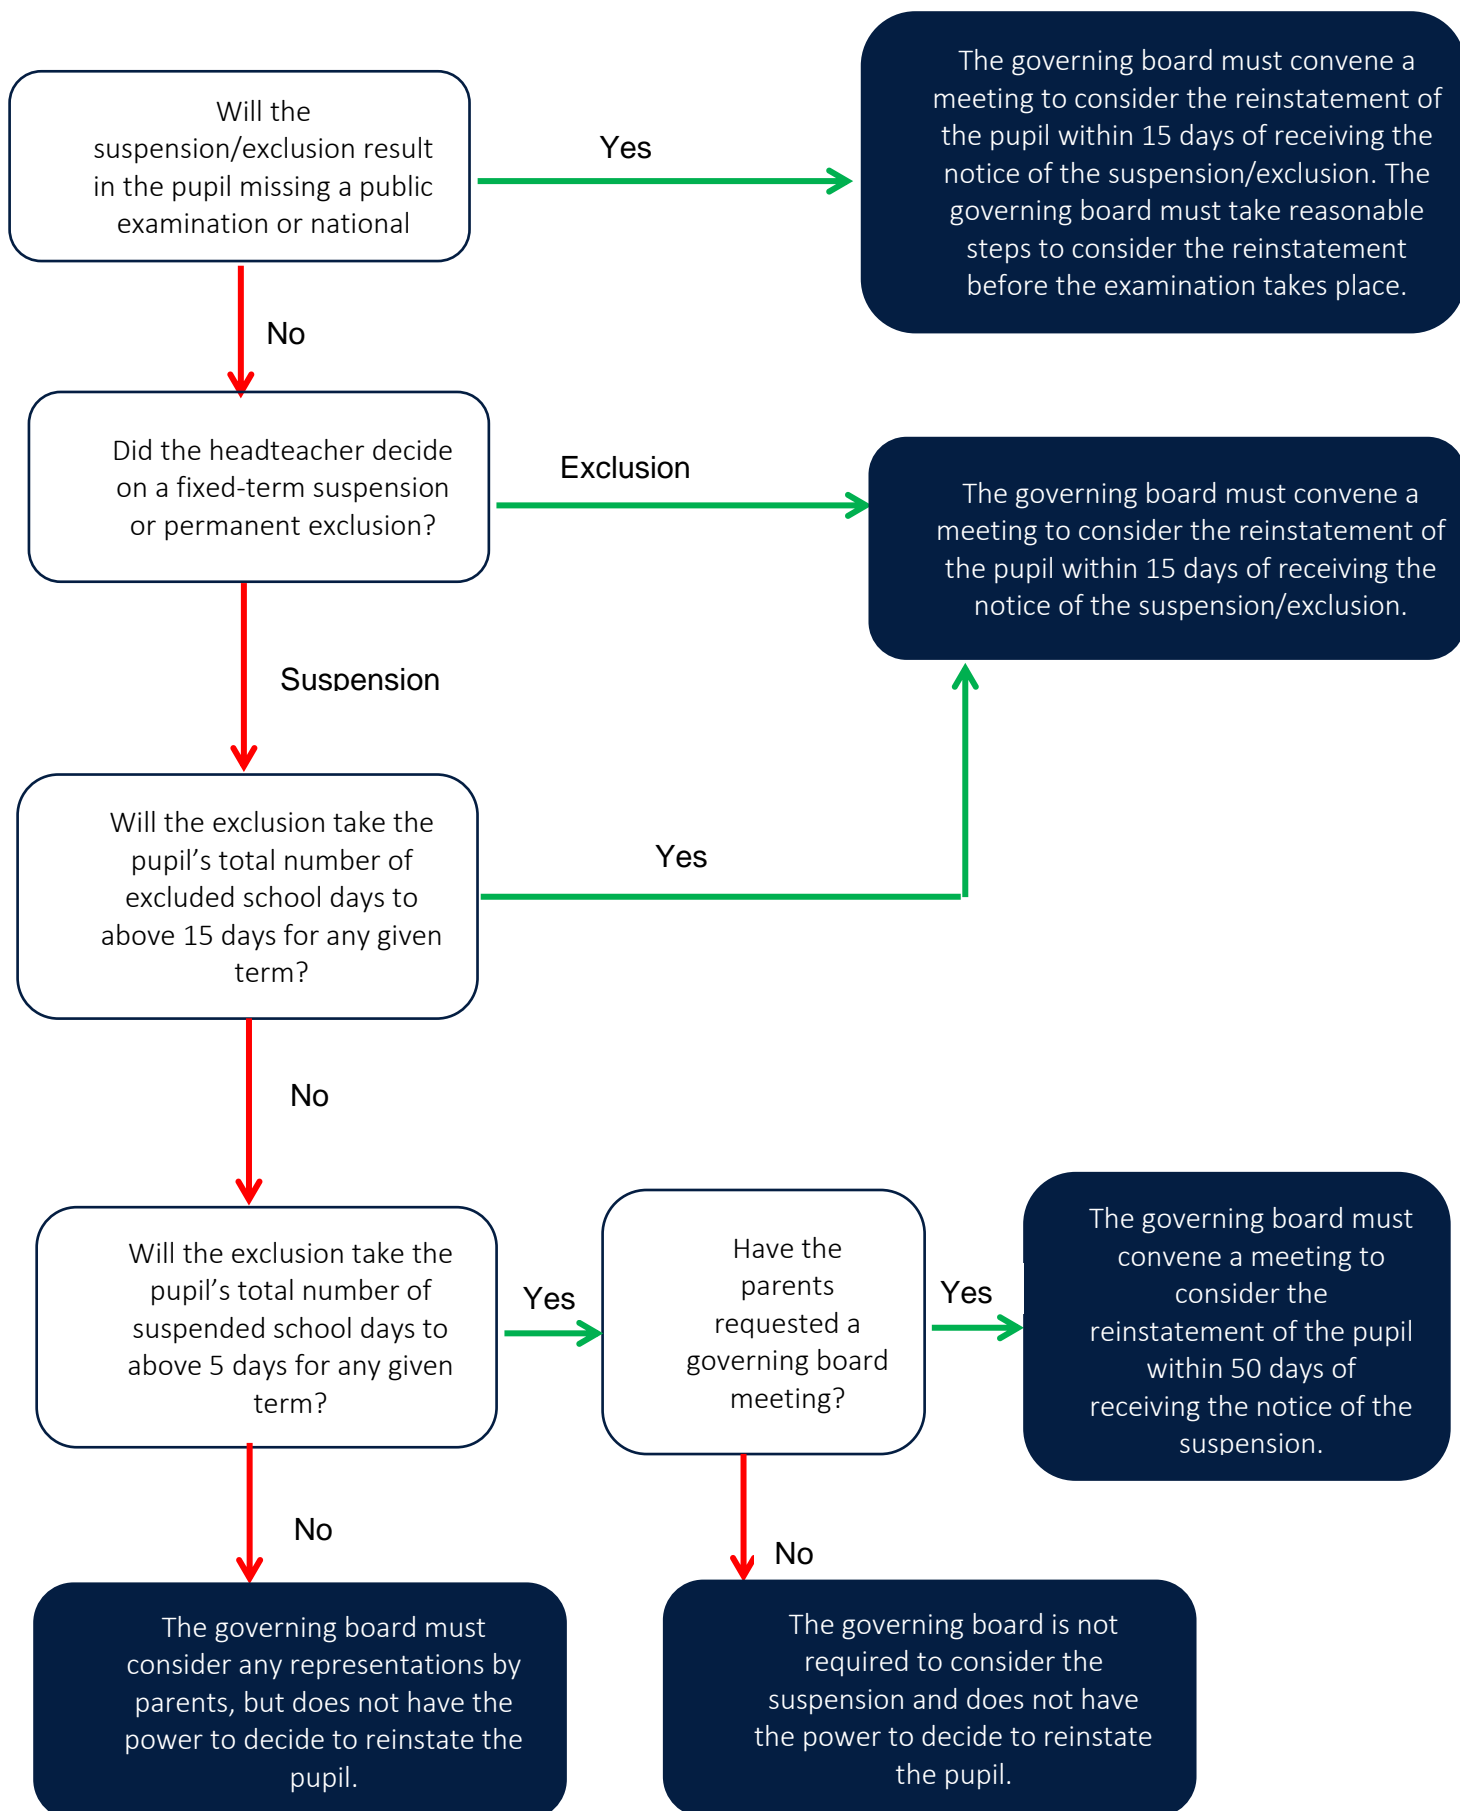 Will the
suspension/exclusion result
in the pupil missing a public
examination or national
Yes
The governing board must convene a
meeting to consider the reinstatement of
the pupil within 15 days of receiving the
notice of the suspension/exclusion. The
governing board must take reasonable
steps to consider the reinstatement
before the examination takes place.
No
Did the headteacher decide
on a fixed-term suspension
or permanent exclusion?
Exclusion
The governing board must convene a
meeting to consider the reinstatement of
the pupil within 15 days of receiving the
notice of the suspension/exclusion.
Suspension
Will the exclusion take the
pupil’s total number of
excluded school days to
above 15 days for any given
term?
Yes
No
Will the exclusion take the
pupil’s total number of
suspended school days to
above 5 days for any given
term?
Yes
Have the
parents
requested a
governing board
meeting?
Yes
The governing board must
convene a meeting to
consider the
reinstatement of the pupil
within 50 days of
receiving the notice of the
suspension.
No
No
The governing board must
consider any representations by
parents, but does not have the
power to decide to reinstate the
pupil.
The governing board is not
required to consider the
suspension and does not have
the power to decide to reinstate
the pupil.